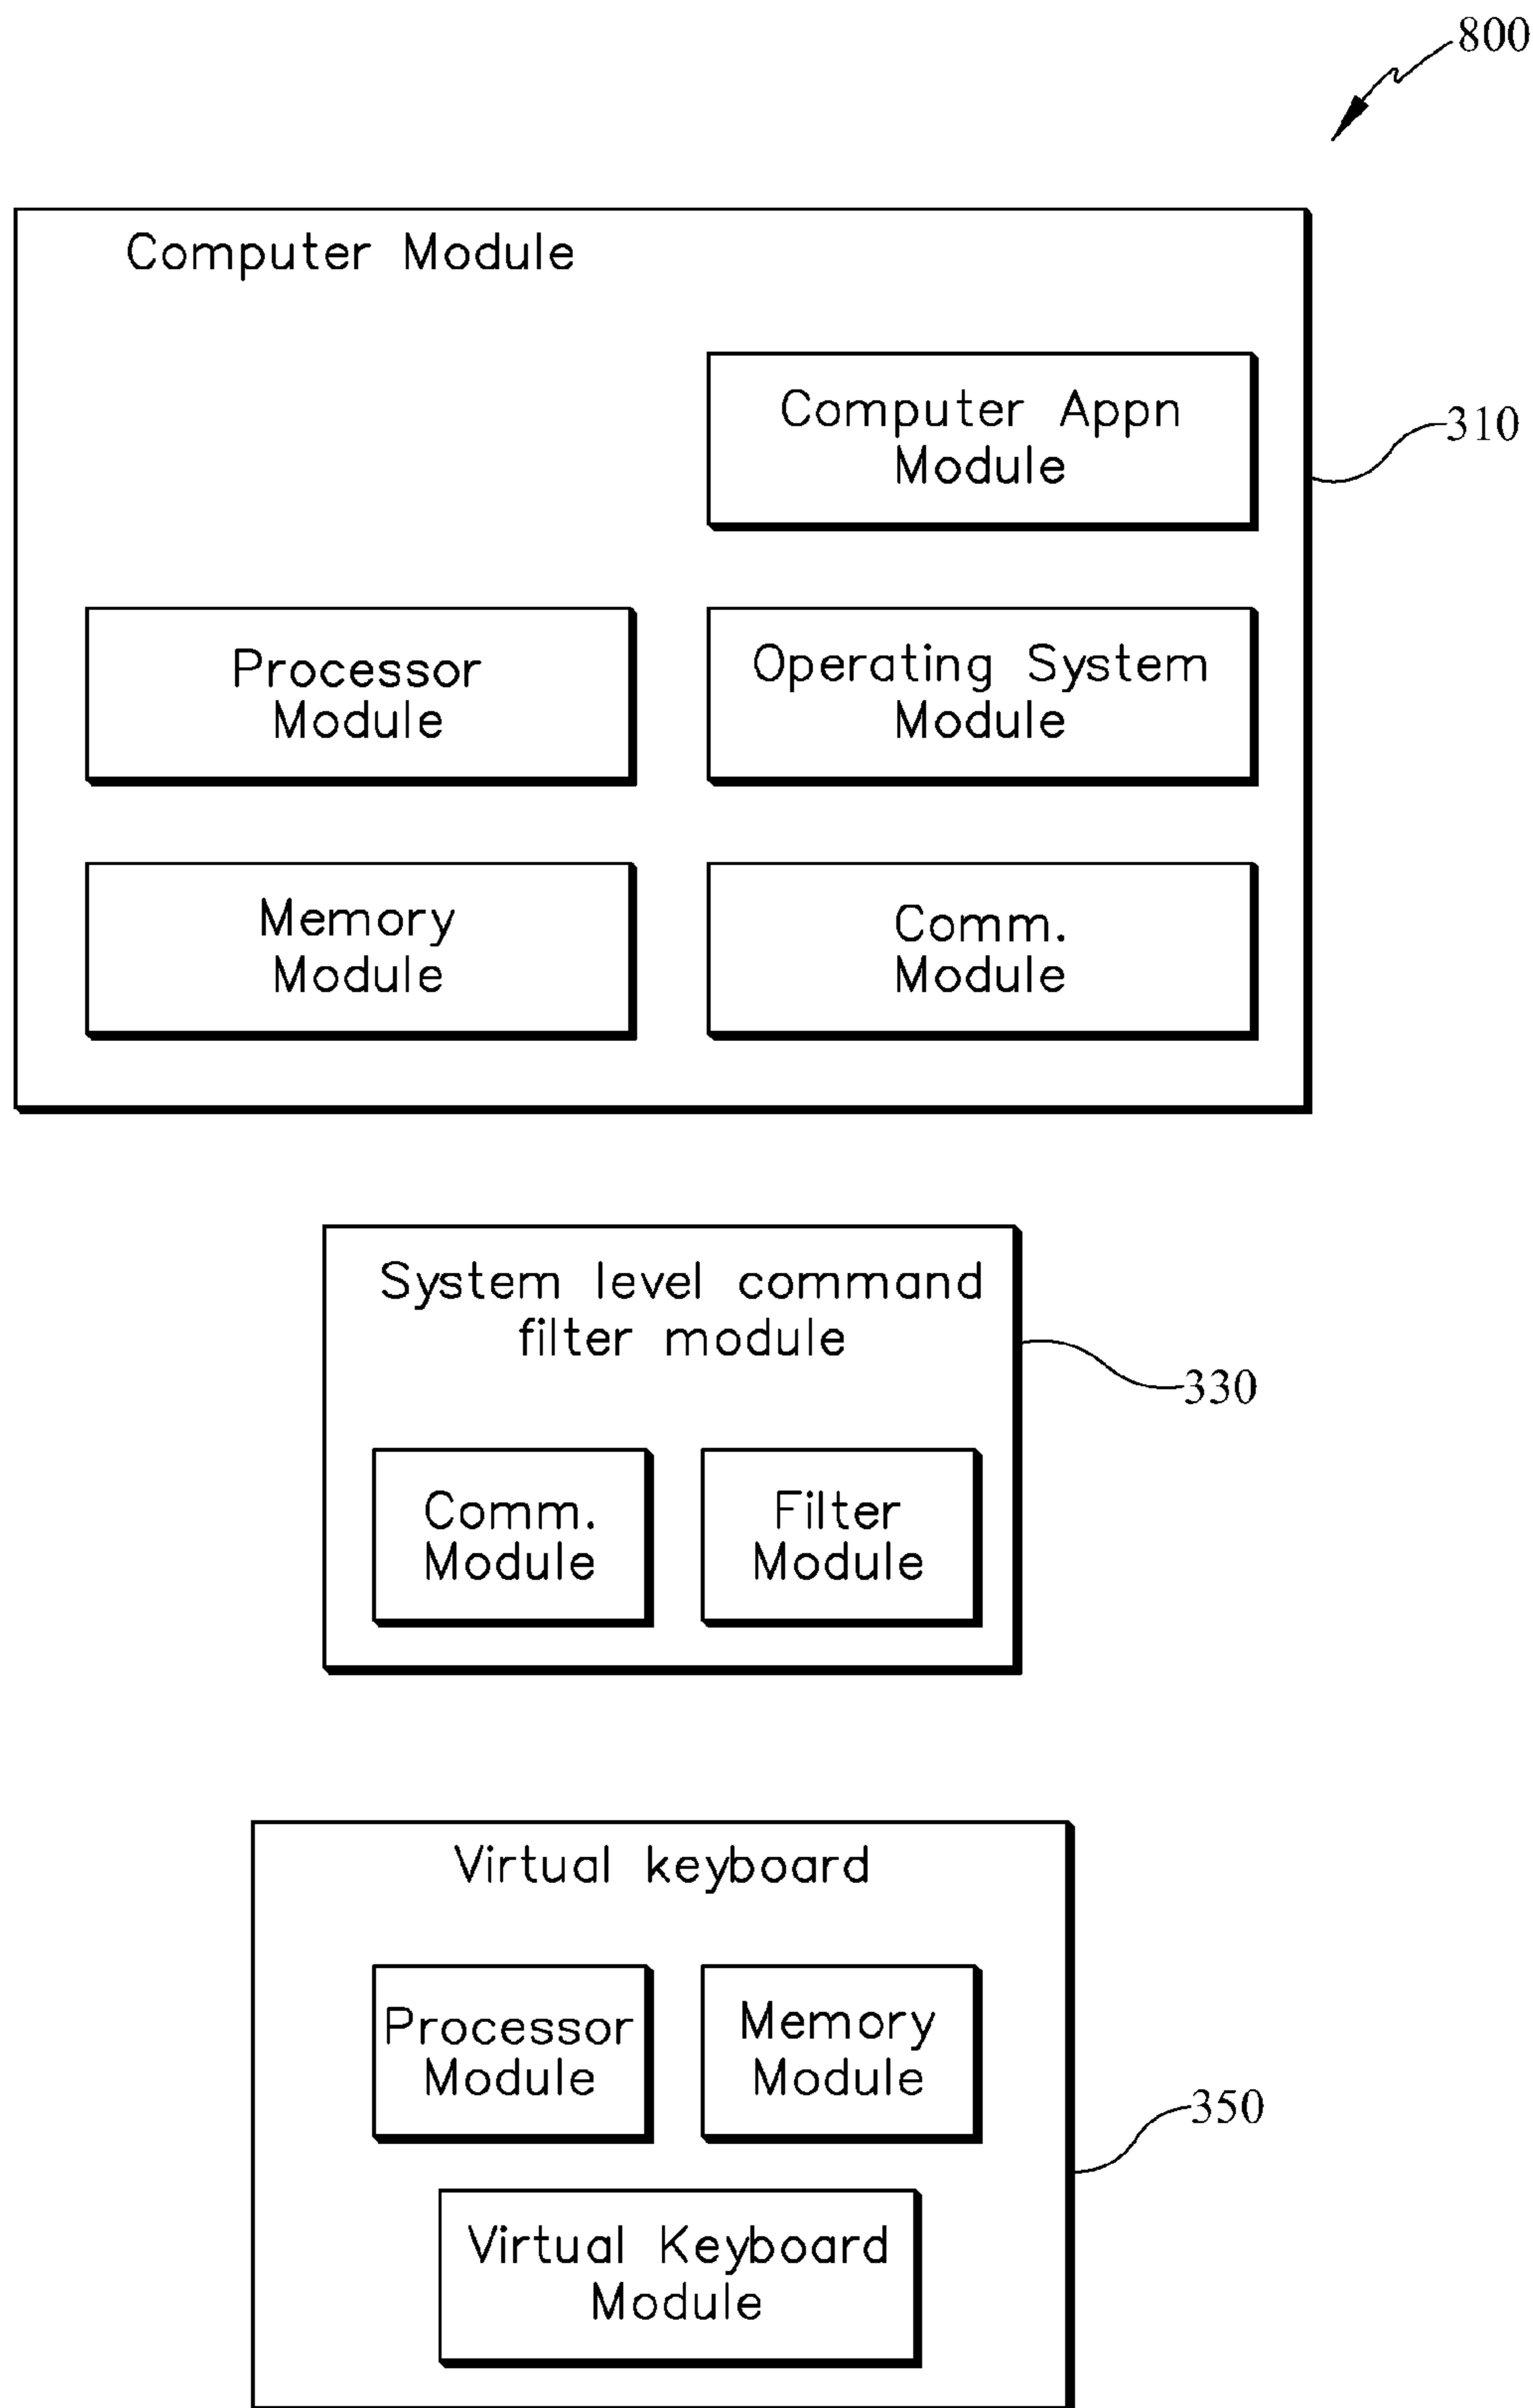 800
Computer Module
Computer Appn
Module
310
Processor
Module
Operating System
Module
Memory
Module
Comm.
Module
System level command
filter module
330
Comm.
Module
Filter
Module
Virtual keyboard
Processor
Module
Memory
Module
350
Virtual Keyboard
Module